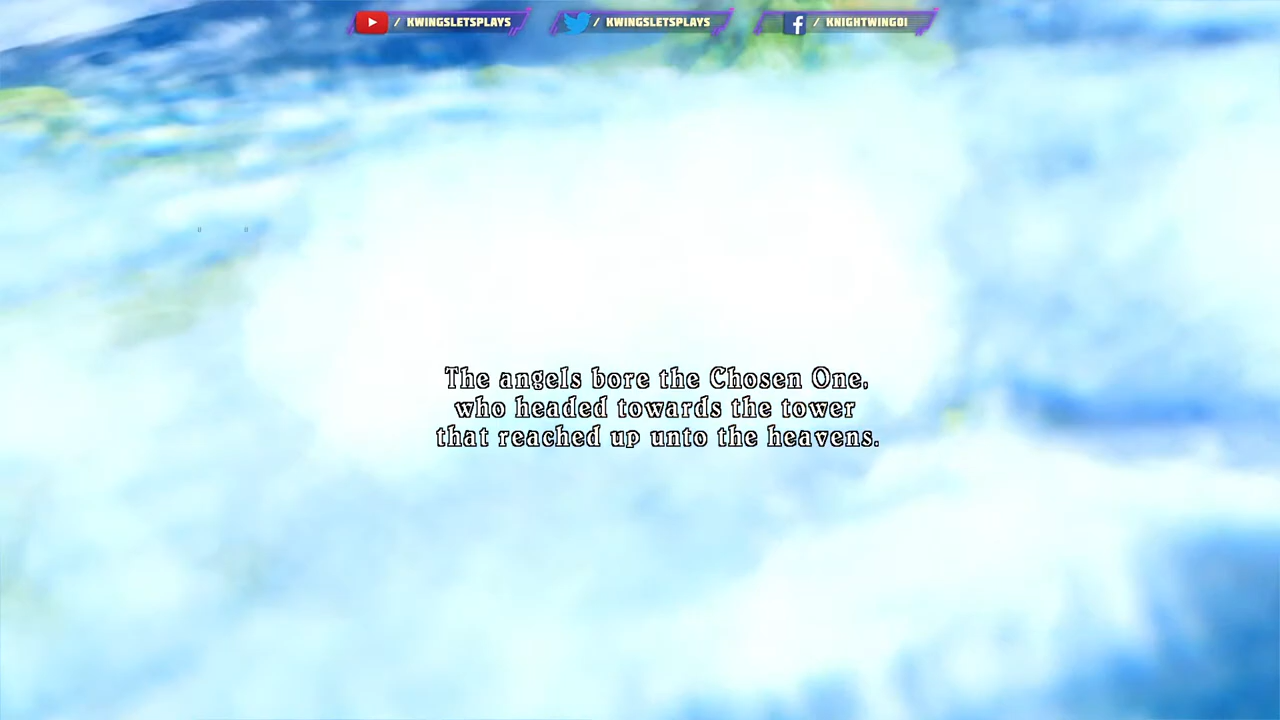 / KWINGSLETSPLAYS / KWINGSLETSPLAYS / KNIGHTWING01
The angels bore the Chosen One,
who headed towards the tower
that reached up unto the heavens.